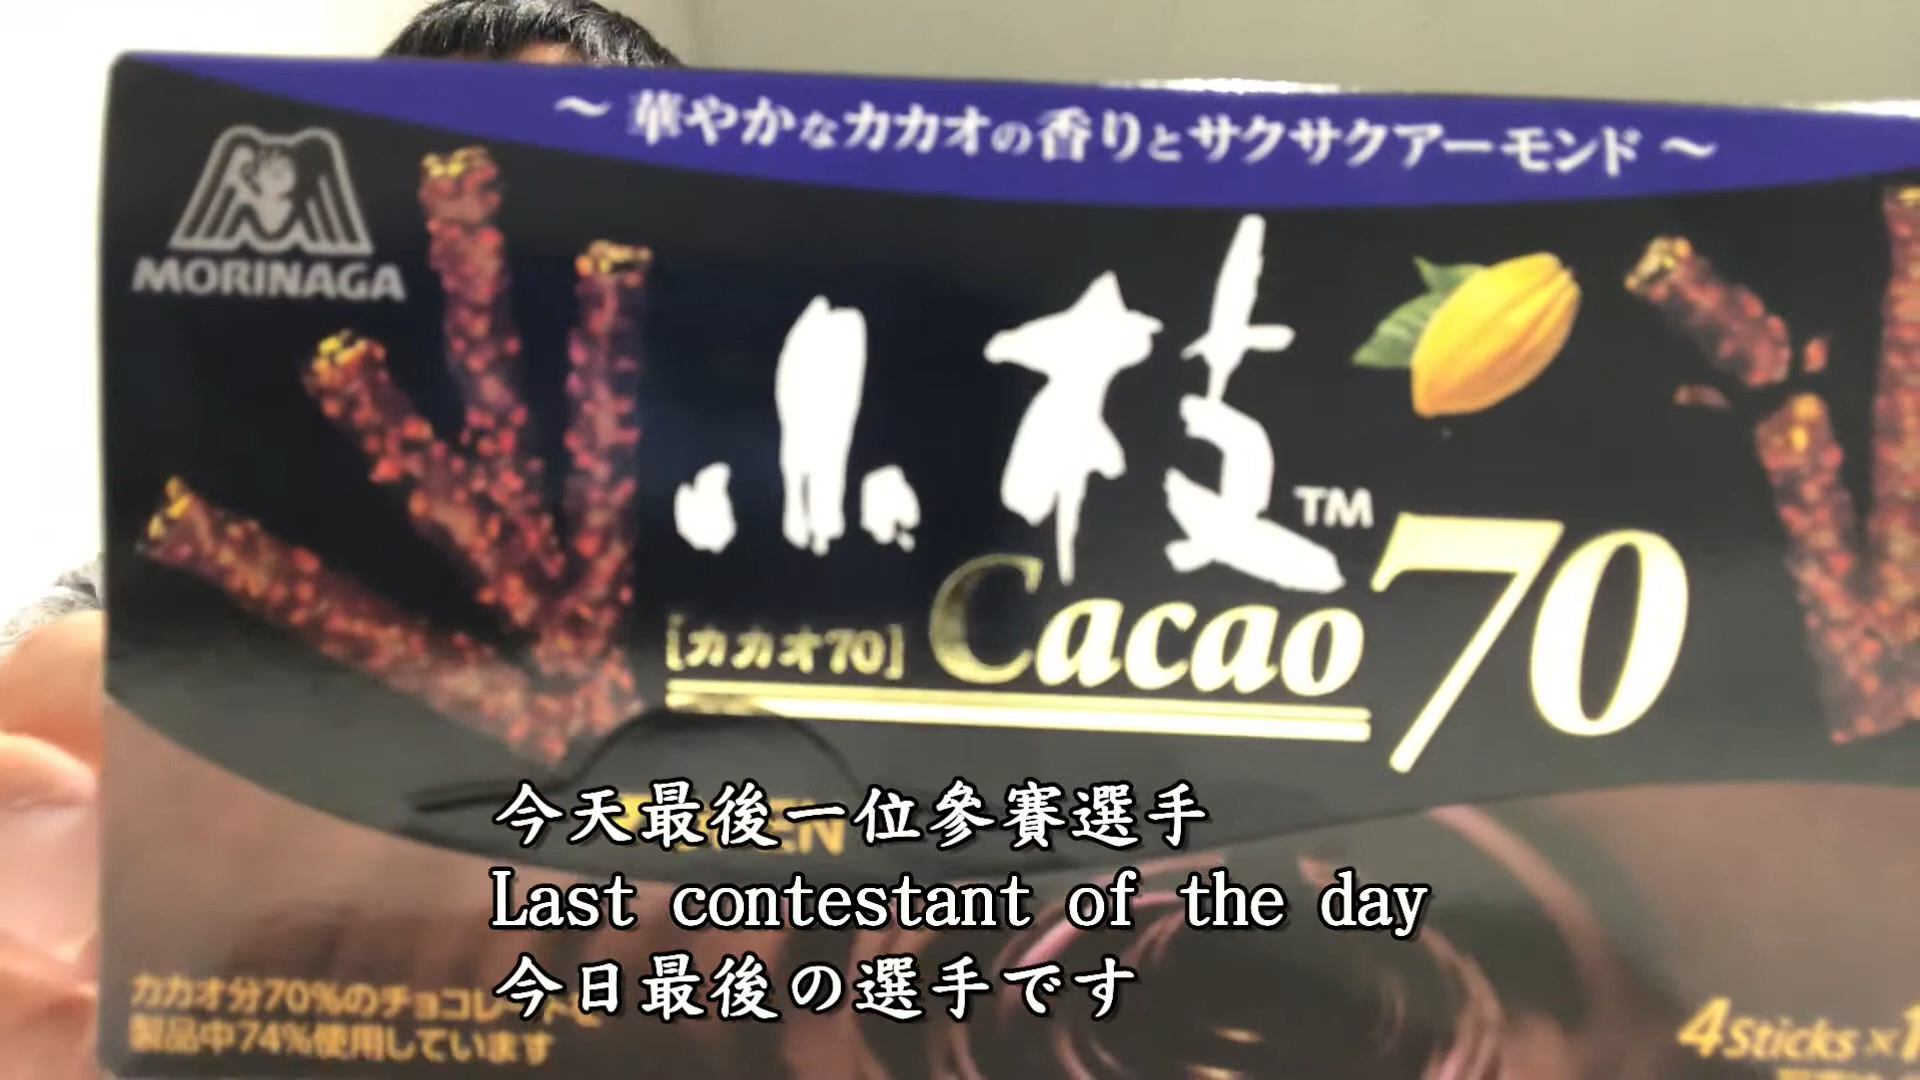 ～華やかなカカオの香りとサクサクアーモンド～
MORINAGA
小枝™
[カカオ70] Cacao70
今天最後一位參賽選手
Last contestant of the day
今日最後の選手です
カカオ分70%のチョコレートを
製品中74%使用しています
4Sticks×1